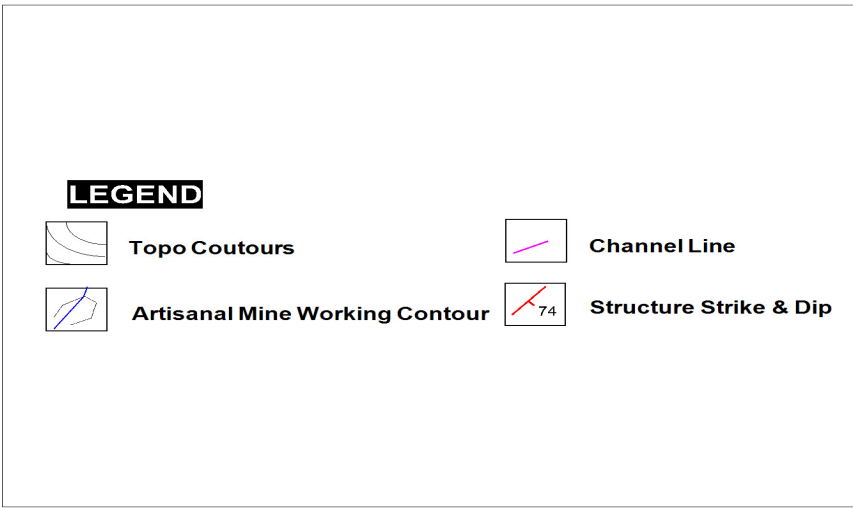 LEGEND
Topo Coutours
Channel Line
Artisanal Mine Working Contour
74
Structure Strike & Dip